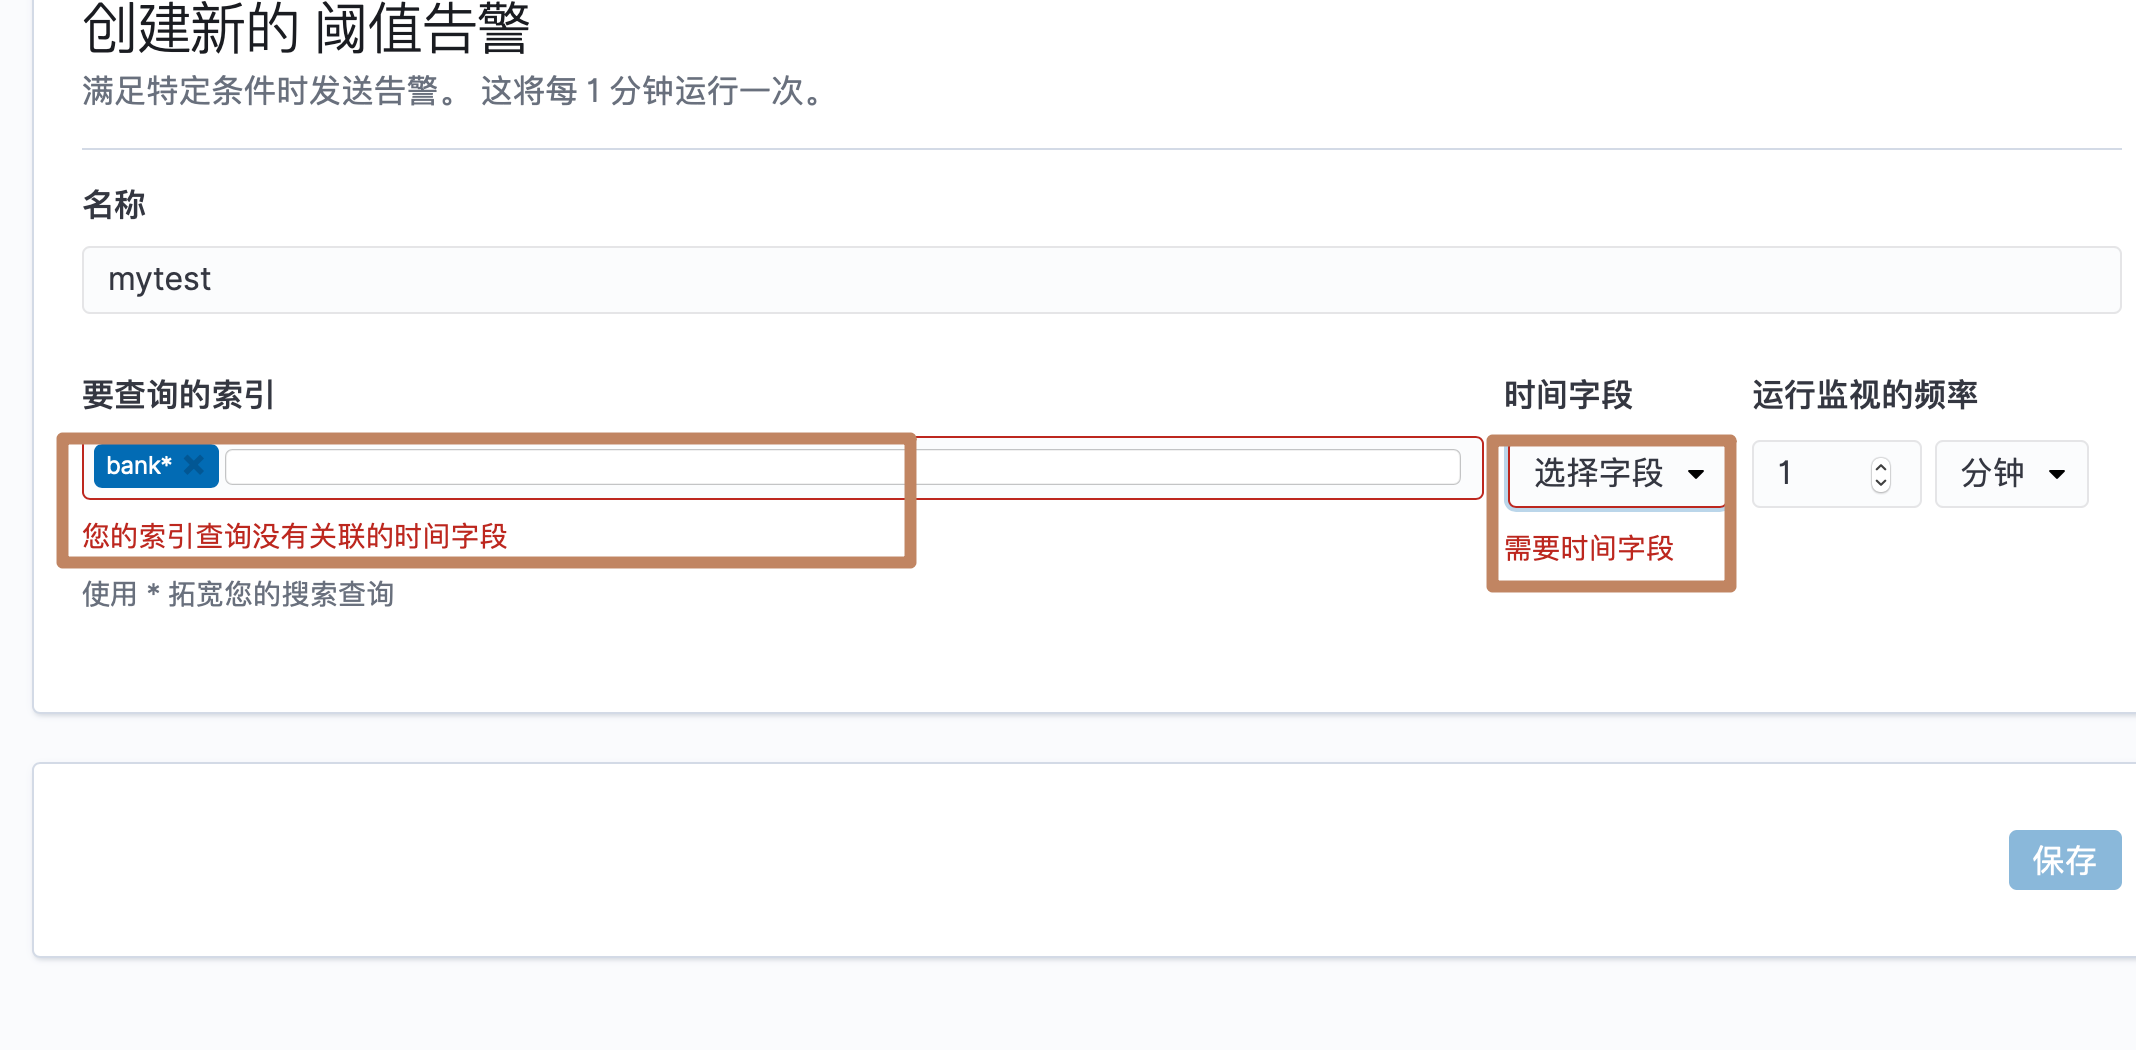 创建新的 阈值告警
满足特定条件时发送告警。 这将每 1 分钟运行一次。
名称
mytest
要查询的索引 时间字段 运行监视的频率
bank* 选择字段 1 分钟
您的索引查询没有关联的时间字段 需要时间字段
使用 * 拓宽您的搜索查询
保存